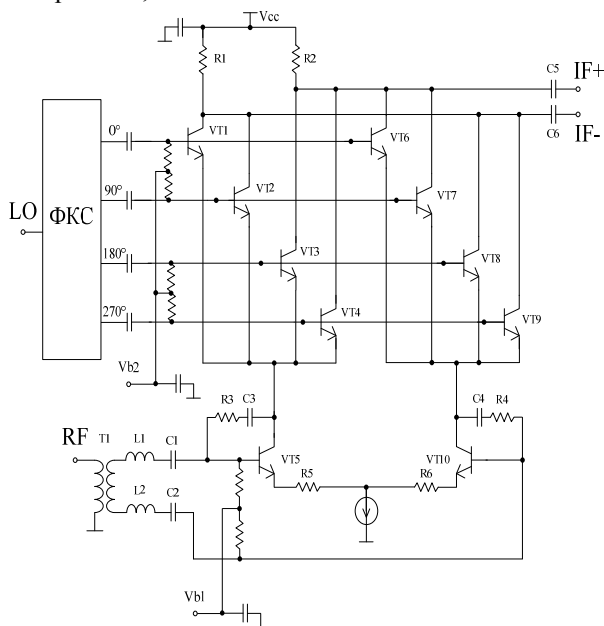 Vcc
R1
R2
C5
IF+
C6
IF-
0°
VT1
VT6
90°
VT2
VT7
LO
ФКС
180°
VT3
VT8
270°
VT4
VT9
Vb2
R3
C3
C4
R4
RF
T1
L1
C1
VT5
VT10
R5
R6
L2
C2
Vb1